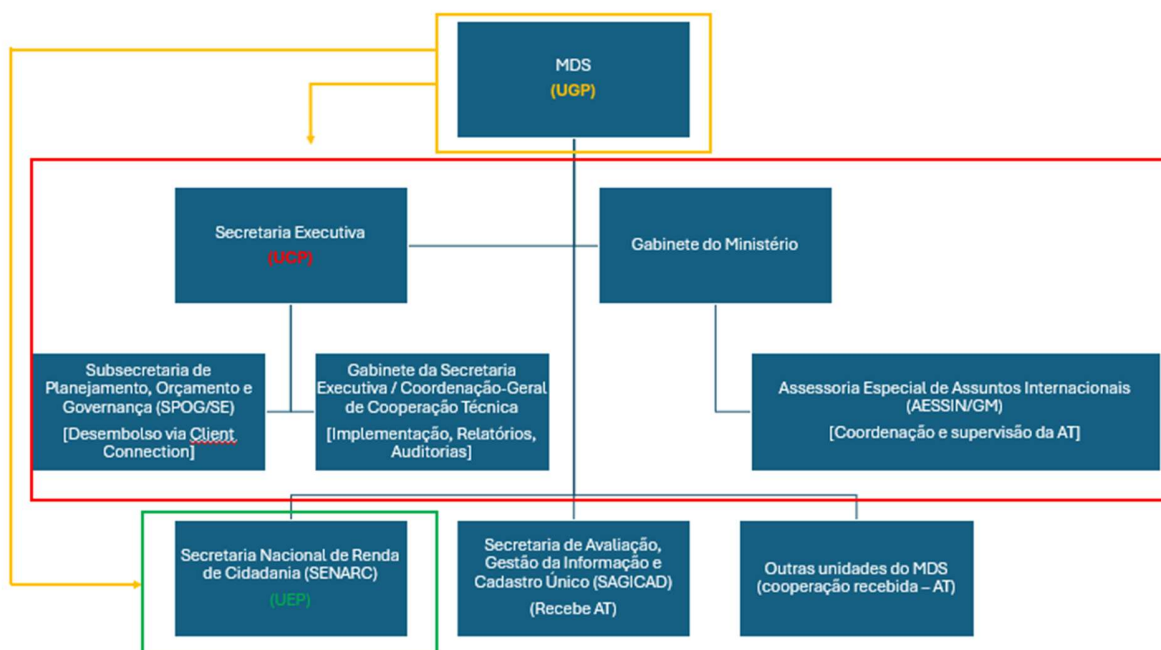 MDS
(UGP)
Secretaria Executiva
(UCP)
Gabinete do Ministério
Subsecretaria de
Planejamento, Orçamento e
Governança (SPOG/SE)
[Desembolso via Client
Connection]
Gabinete da Secretaria
Executiva / Coordenação-Geral
de Cooperação Técnica
[Implementação, Relatórios,
Auditorias]
Assessoria Especial de Assuntos Internacionais
(AESSIN/GM)
[Coordenação e supervisão da AT]
Secretaria Nacional de Renda
de Cidadania (SENARC)
(UEP)
Secretaria de Avaliação,
Gestão da Informação e
Cadastro Único (SAGICAD)
(Recebe AT)
Outras unidades do MDS
(cooperação recebida – AT)